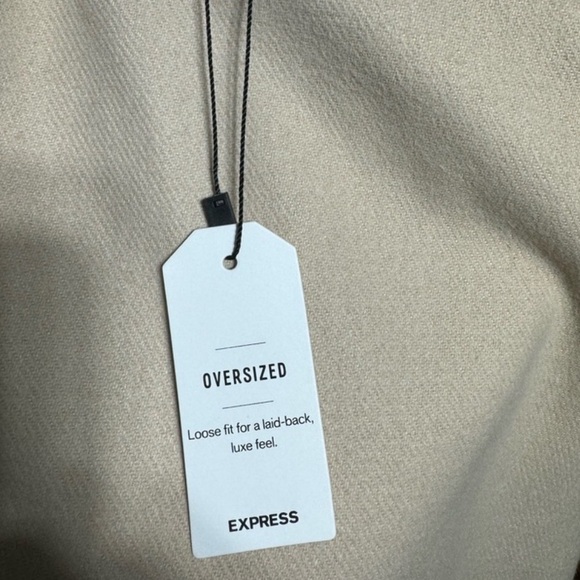 OVERSIZED
Loose fit for a laid-back,
luxe feel.
EXPRESS